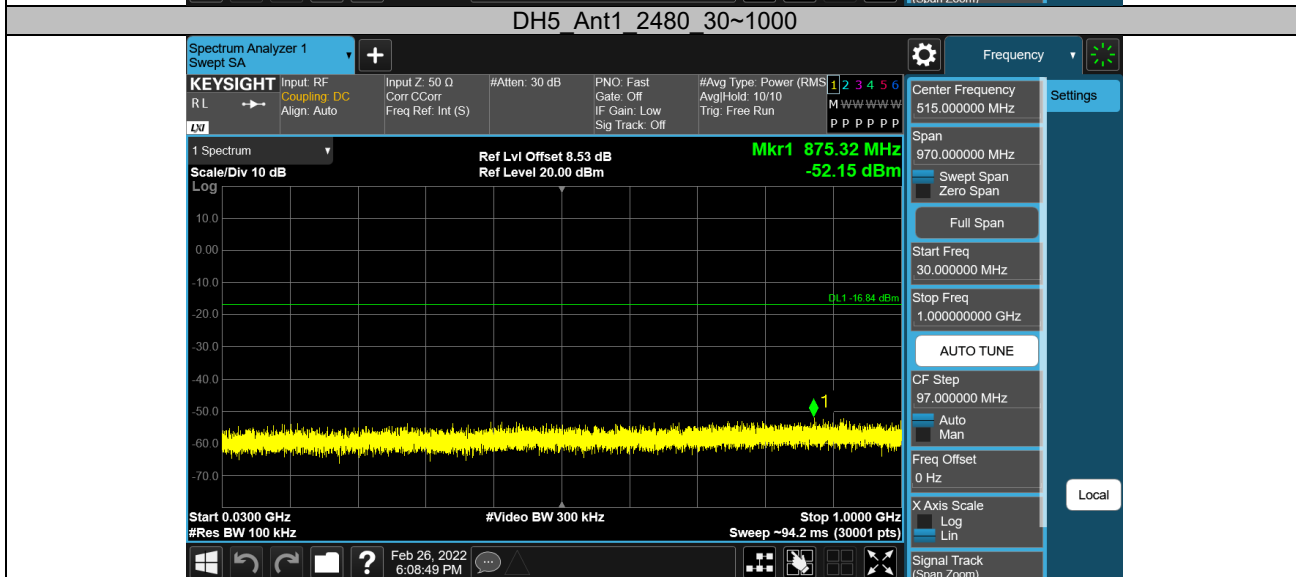 (Span Zoom)
DH5_Ant1_2480_30~1000
Spectrum Analyzer 1
Swept SA
Frequency
KEYSIGHT
RL
LXI
Input: RF
Coupling: DC
Align: Auto
Input Z: 50 Ω
Corr CCorr
Freq Ref: Int (S)
#Atten: 30 dB
PNO: Fast
Gate: Off
IF Gain: Low
Sig Track: Off
#Avg Type: Power (RMS
Avg|Hold: 10/10
Trig: Free Run
1 2 3 4 5 6
M W W W W W
P P P P P P
1 Spectrum
Scale/Div 10 dB
Ref Lvl Offset 8.53 dB
Ref Level 20.00 dBm
Mkr1 875.32 MHz
-52.15 dBm
Log
10.0
0.00
-10.0
DL1 -16.84 dBm
-20.0
-30.0
-40.0
1
-50.0
-60.0
-70.0
Start 0.0300 GHz
#Video BW 300 kHz
Stop 1.0000 GHz
#Res BW 100 kHz
Sweep ~94.2 ms (30001 pts)
?
Feb 26, 2022
6:08:49 PM
Center Frequency
515.000000 MHz
Settings
Span
970.000000 MHz
Swept Span
Zero Span
Full Span
Start Freq
30.000000 MHz
Stop Freq
1.000000000 GHz
AUTO TUNE
CF Step
97.000000 MHz
Auto
Man
Freq Offset
0 Hz
Local
X Axis Scale
Log
Lin
Signal Track
(Span Zoom)